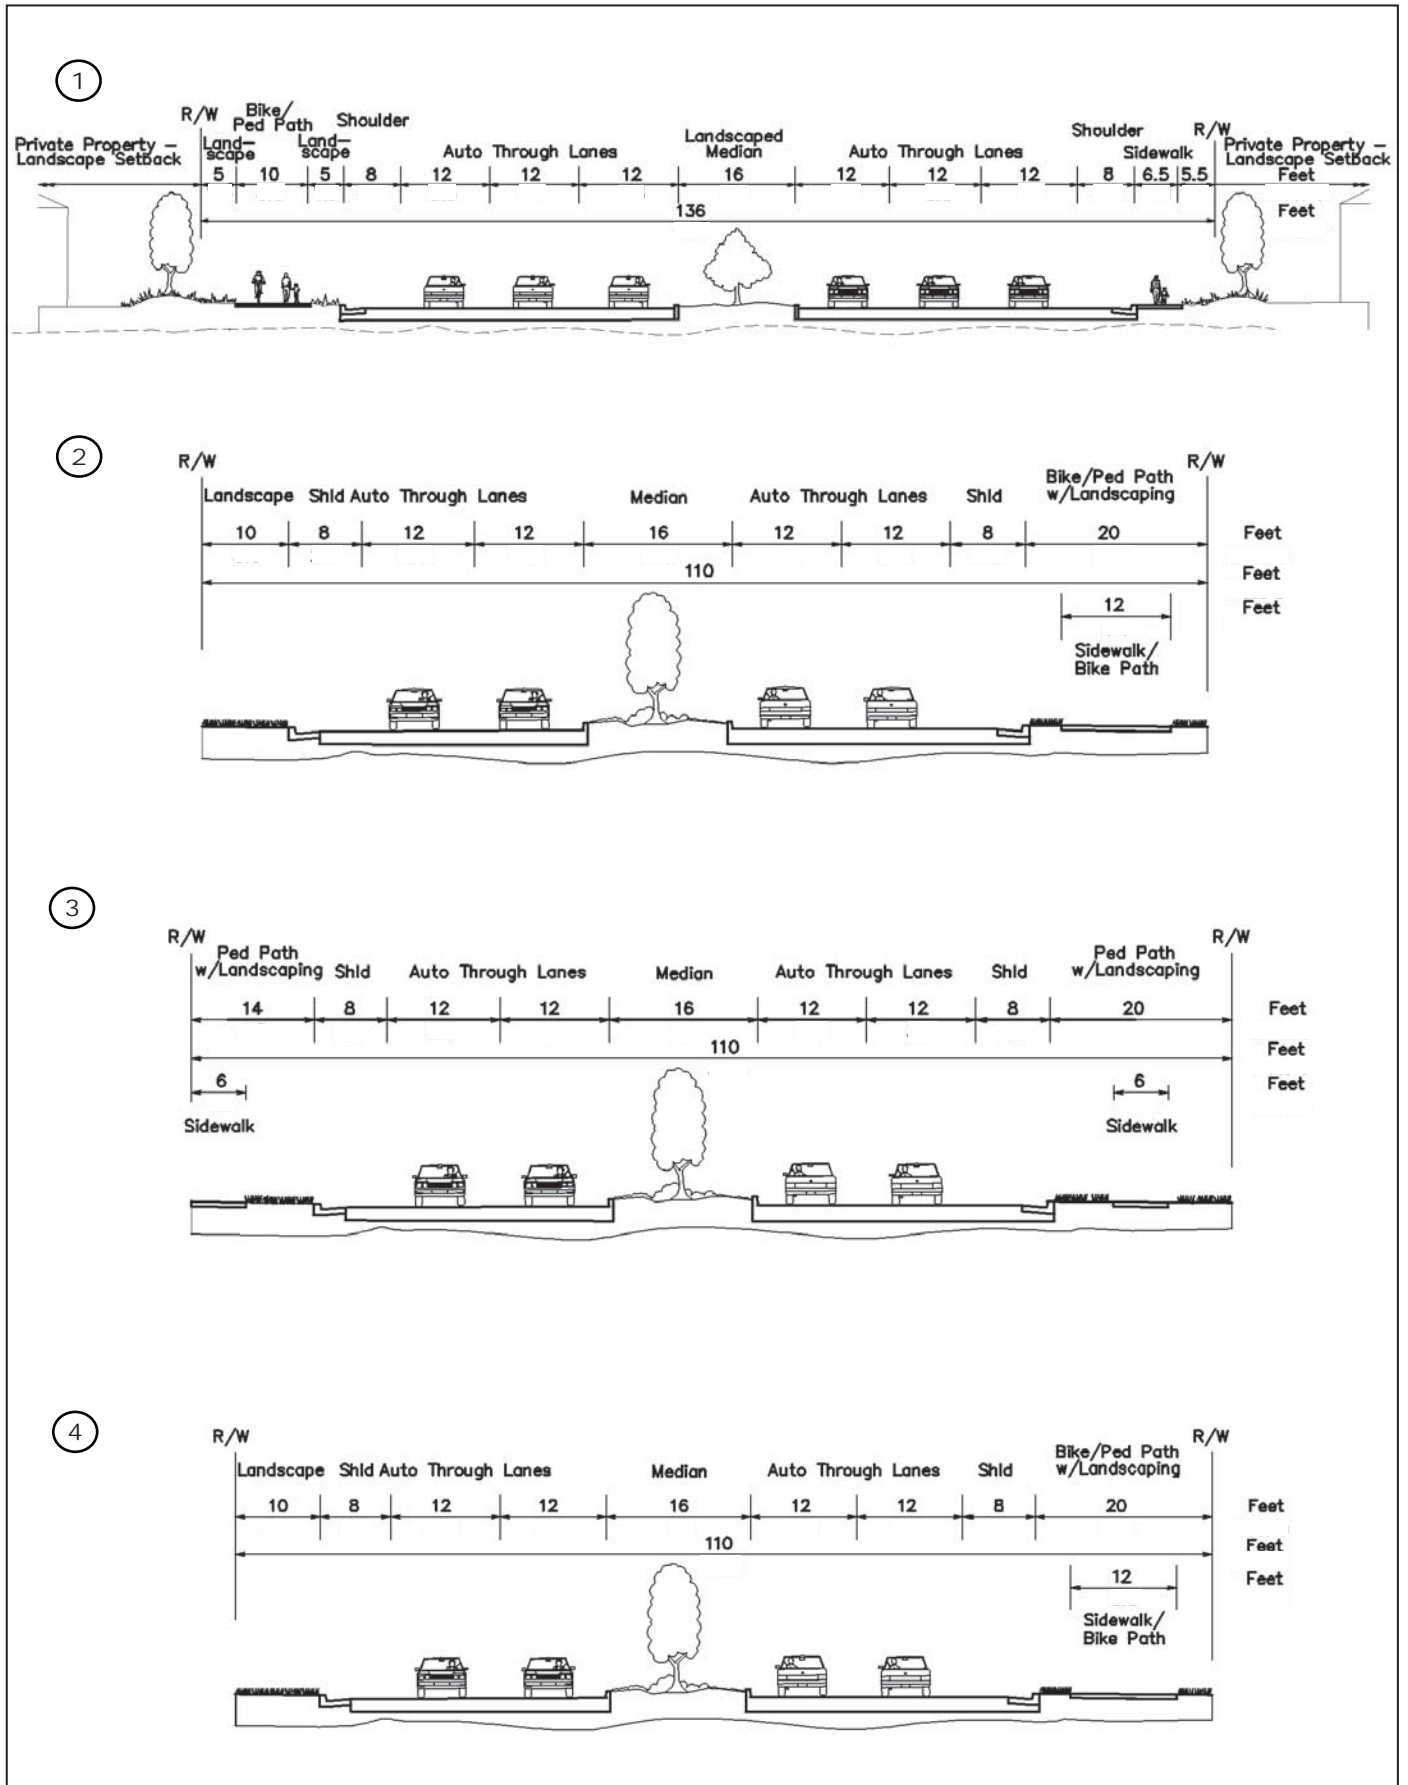 1
R/W
Bike/
Ped Path
Shoulder
Private Property –
Landscape Setback
Land–
scape
Land–
scape
Auto Through Lanes
Landscaped
Median
Auto Through Lanes
Shoulder
Sidewalk
R/W
Private Property –
Landscape Setback
5 10 5 8 12 12 12 16 12 12 12 8 6.5 5.5 Feet
136 Feet
2
R/W R/W
Landscape Shld Auto Through Lanes Median Auto Through Lanes Shld
Bike/Ped Path
w/Landscaping
10 8 12 12 16 12 12 8 20 Feet
110 Feet
12 Feet
Sidewalk/
Bike Path
3
R/W R/W
Ped Path
w/Landscaping
Shld Auto Through Lanes Median Auto Through Lanes Shld
Ped Path
w/Landscaping
14 8 12 12 16 12 12 8 20 Feet
110 Feet
6 6 Feet
Sidewalk Sidewalk
4
R/W R/W
Landscape Shld Auto Through Lanes Median Auto Through Lanes Shld
Bike/Ped Path
w/Landscaping
10 8 12 12 16 12 12 8 20 Feet
110 Feet
12 Feet
Sidewalk/
Bike Path